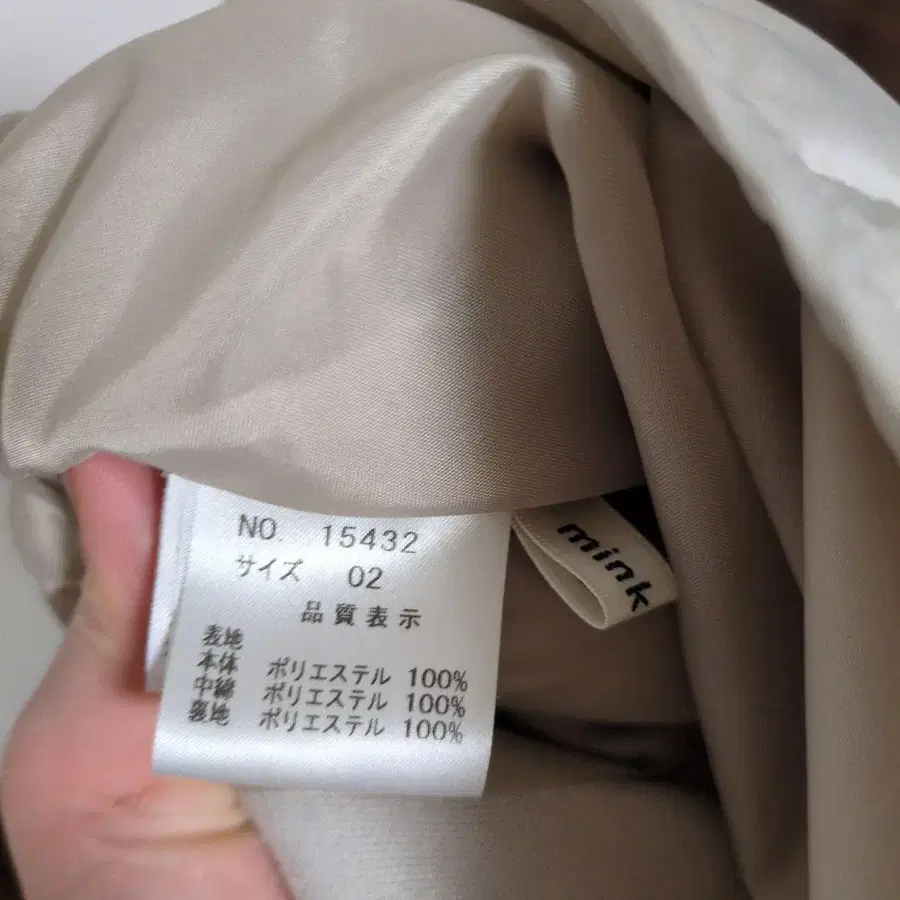 NO. 15432
サイズ 02
品質表示
表地
本体 ポリエステル 100%
中綿 ポリエステル 100%
裏地 ポリエステル 100%
mink